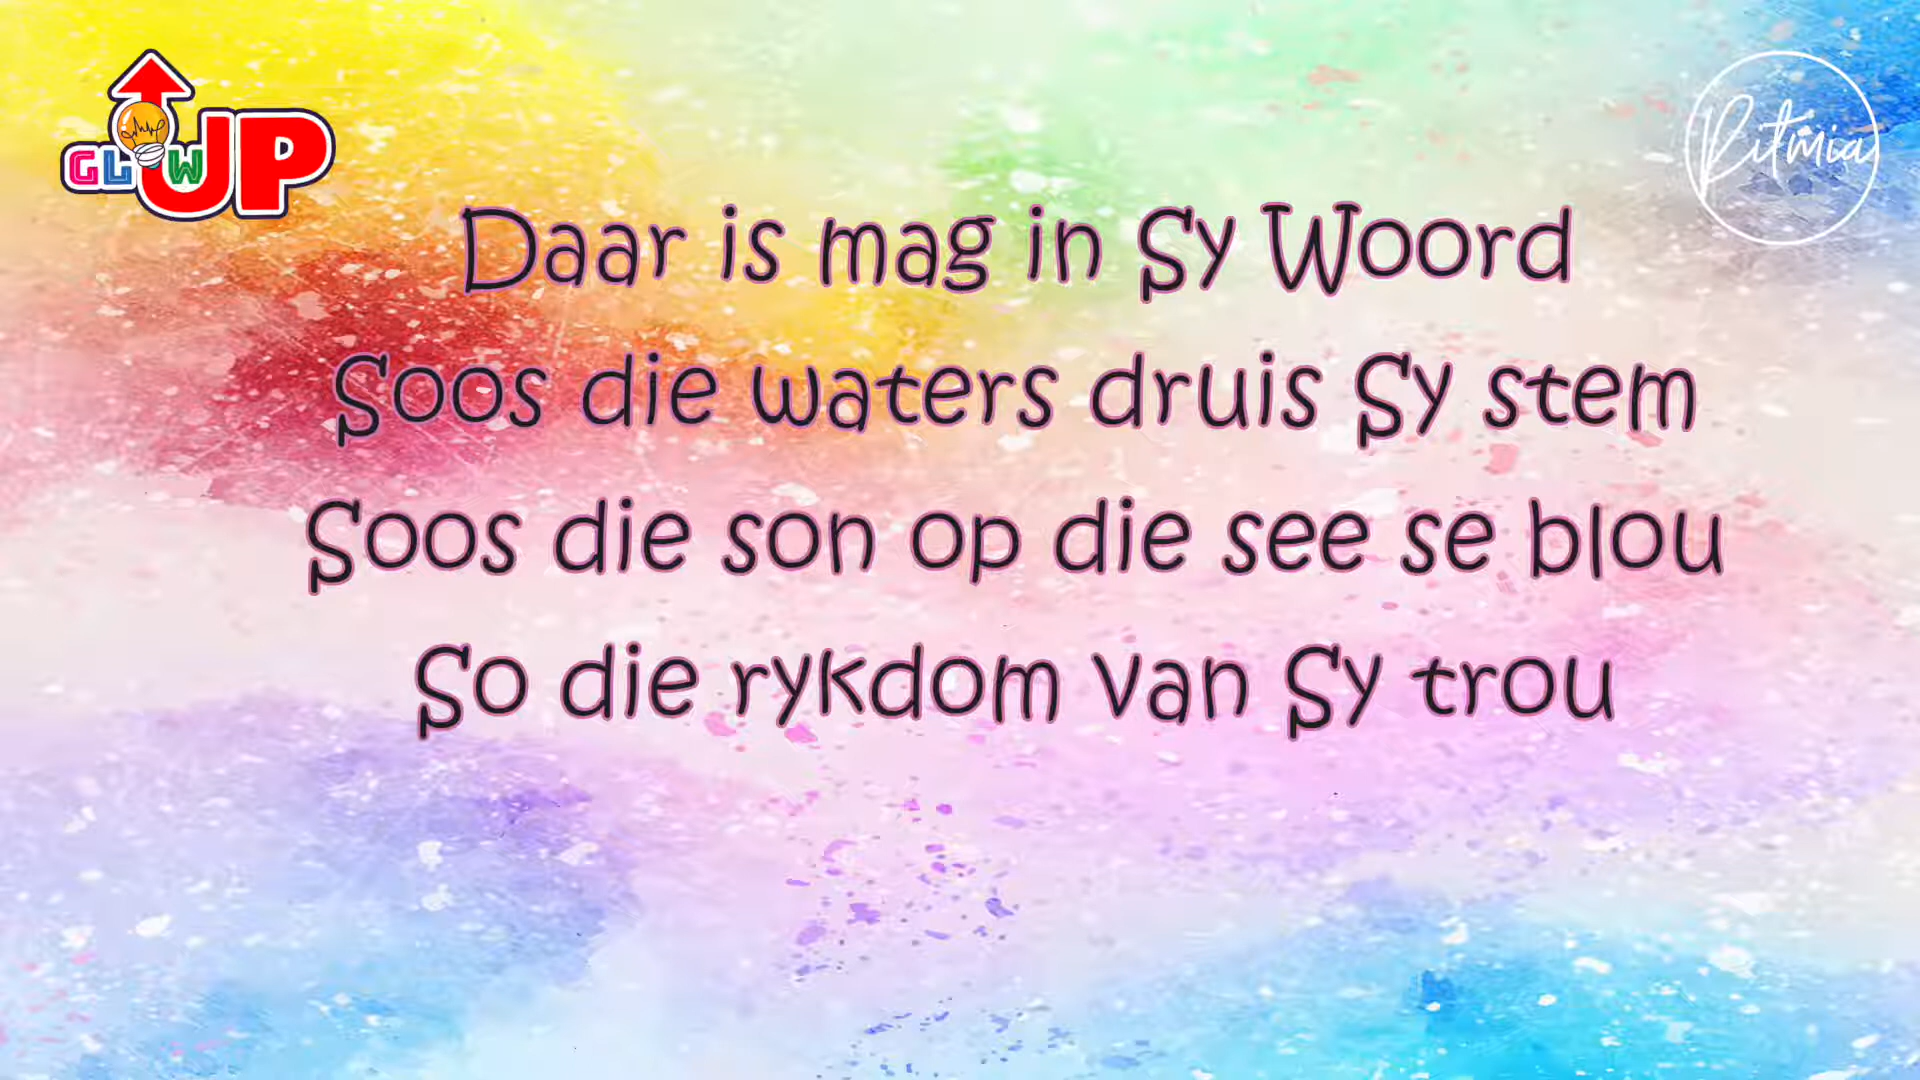 GLOW UP
Ritmia
Daar is mag in Sy Woord
Soos die waters druis Sy stem
Soos die son op die see se blou
So die rykdom van Sy trou